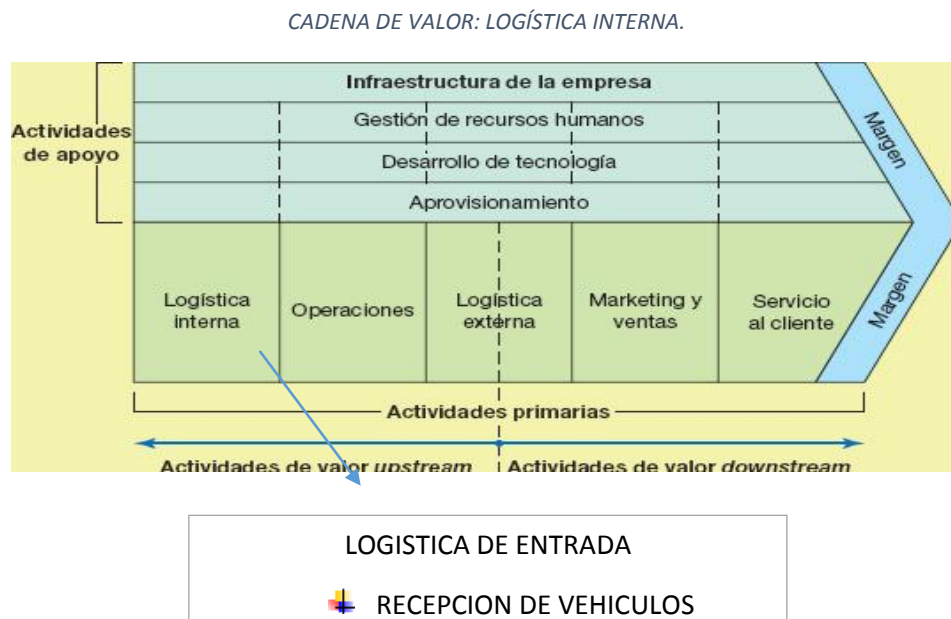 CADENA DE VALOR: LOGÍSTICA INTERNA.
Infraestructura de la empresa
Actividades
de apoyo
Gestión de recursos humanos
Desarrollo de tecnología
Aprovisionamiento
Margen
Logística
interna
Operaciones
Logística
externa
Marketing y
ventas
Servicio
al cliente
Margen
Actividades primarias
Actividades de valor upstream
Actividades de valor downstream
LOGISTICA DE ENTRADA
RECEPCION DE VEHICULOS